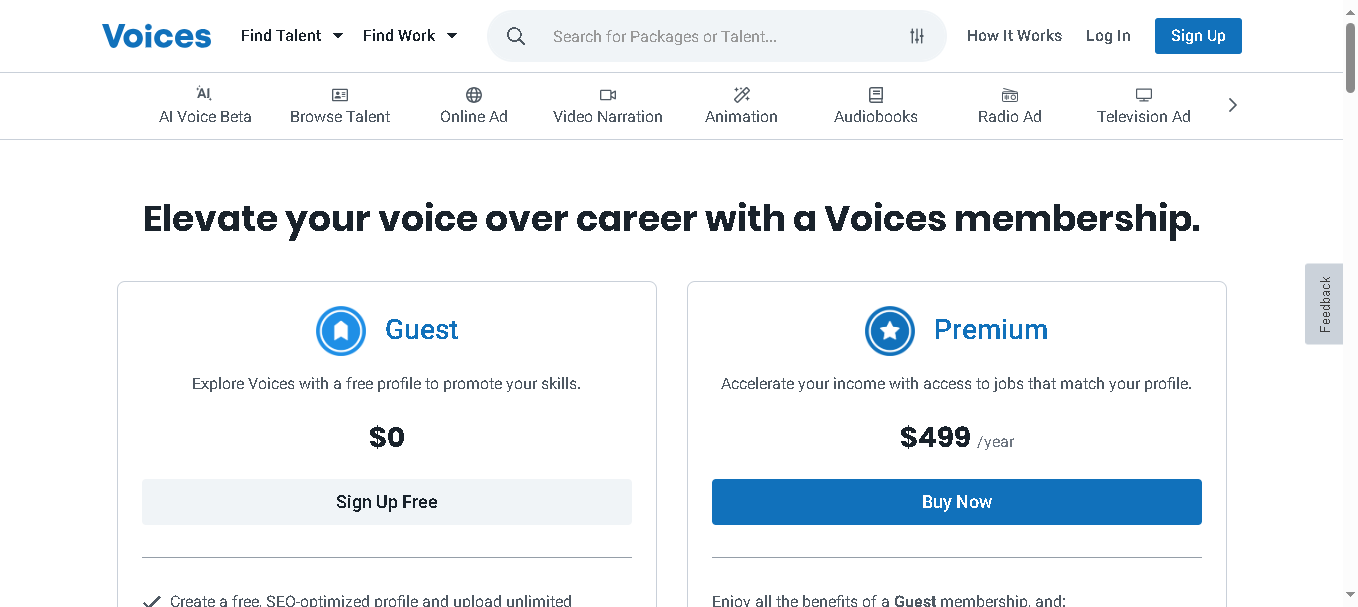 Voices
Find Talent
Find Work
Search for Packages or Talent...
How It Works
Log In
Sign Up
AI
AI Voice Beta
Browse Talent
Online Ad
Video Narration
Animation
Audiobooks
Radio Ad
Television Ad
Elevate your voice over career with a Voices membership.
Feedback
Guest
Explore Voices with a free profile to promote your skills.
$0
Sign Up Free
Create a free, SEO-optimized profile and upload unlimited
Premium
Accelerate your income with access to jobs that match your profile.
$499 /year
Buy Now
Enjoy all the benefits of a Guest membership, and: